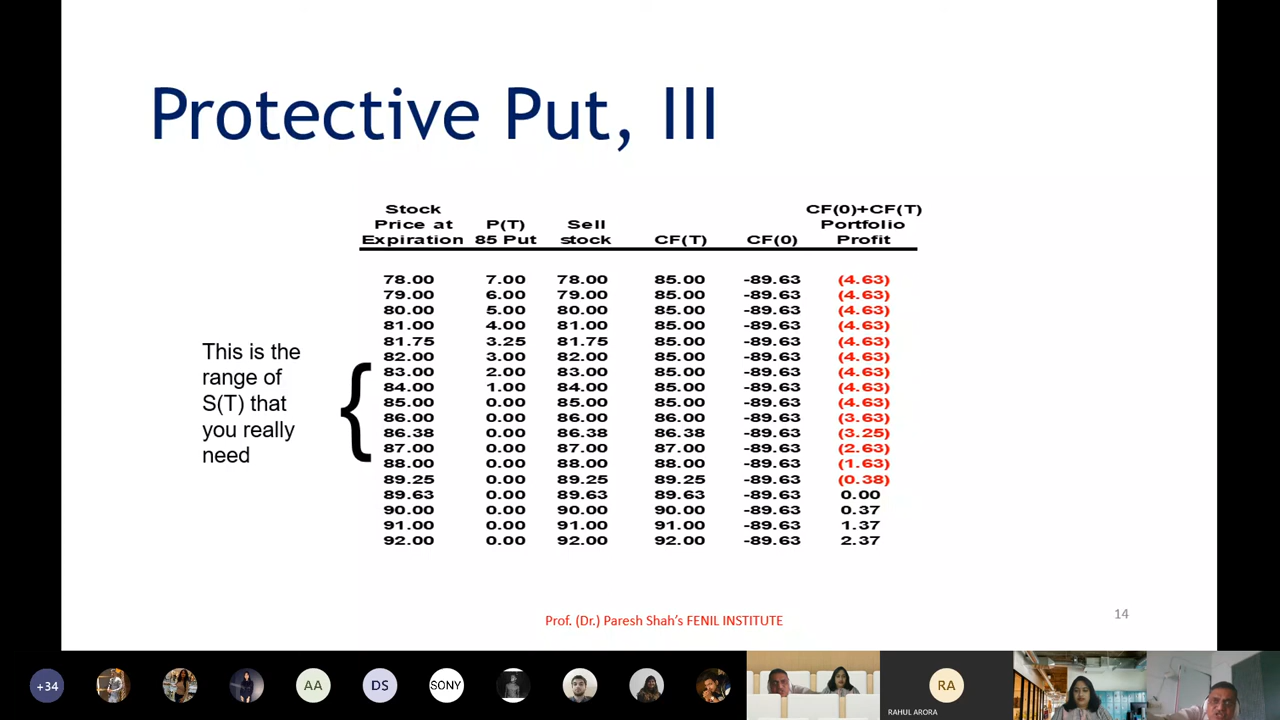 Protective Put, III
Stock CF(0)+CF(T)
Price at P(T) Sell Portfolio
Expiration 85 Put stock CF(T) CF(0) Profit
78.00 7.00 78.00 85.00 -89.63 (4.63)
79.00 6.00 79.00 85.00 -89.63 (4.63)
80.00 5.00 80.00 85.00 -89.63 (4.63)
81.00 4.00 81.00 85.00 -89.63 (4.63)
81.75 3.25 81.75 85.00 -89.63 (4.63)
82.00 3.00 82.00 85.00 -89.63 (4.63)
83.00 2.00 83.00 85.00 -89.63 (4.63)
84.00 1.00 84.00 85.00 -89.63 (4.63)
85.00 0.00 85.00 85.00 -89.63 (4.63)
86.00 0.00 86.00 86.00 -89.63 (3.63)
86.38 0.00 86.38 86.38 -89.63 (3.25)
87.00 0.00 87.00 87.00 -89.63 (2.63)
88.00 0.00 88.00 88.00 -89.63 (1.63)
89.25 0.00 89.25 89.25 -89.63 (0.38)
89.63 0.00 89.63 89.63 -89.63 0.00
90.00 0.00 90.00 90.00 -89.63 0.37
91.00 0.00 91.00 91.00 -89.63 1.37
92.00 0.00 92.00 92.00 -89.63 2.37
This is the
range of
S(T) that
you really
need
14
Prof. (Dr.) Paresh Shah's FENIL INSTITUTE
+34
AA
DS
SONY
RA
RAHUL ARORA